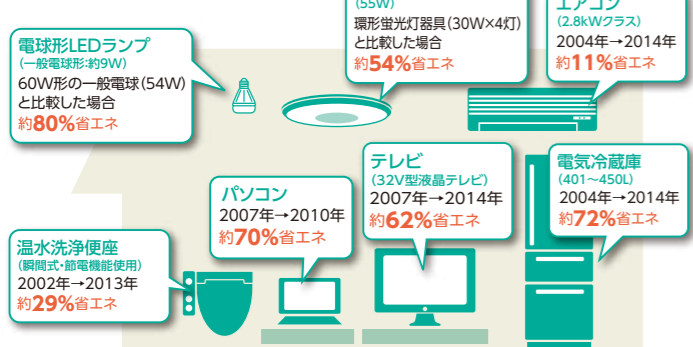 (55W)
環形蛍光灯器具(30W×4灯)
と比較した場合
約54%省エネ
エアコン
(2.8kWクラス)
2004年→2014年
約11%省エネ
電球形LEDランプ
(一般電球形:約9W)
60W形の一般電球(54W)
と比較した場合
約80%省エネ
テレビ
(32V型液晶テレビ)
2007年→2014年
約62%省エネ
電気冷蔵庫
(401~450L)
2004年→2014年
約72%省エネ
パソコン
2007年→2010年
約70%省エネ
温水洗浄便座
(瞬間式・節電機能使用)
2002年→2013年
約29%省エネ